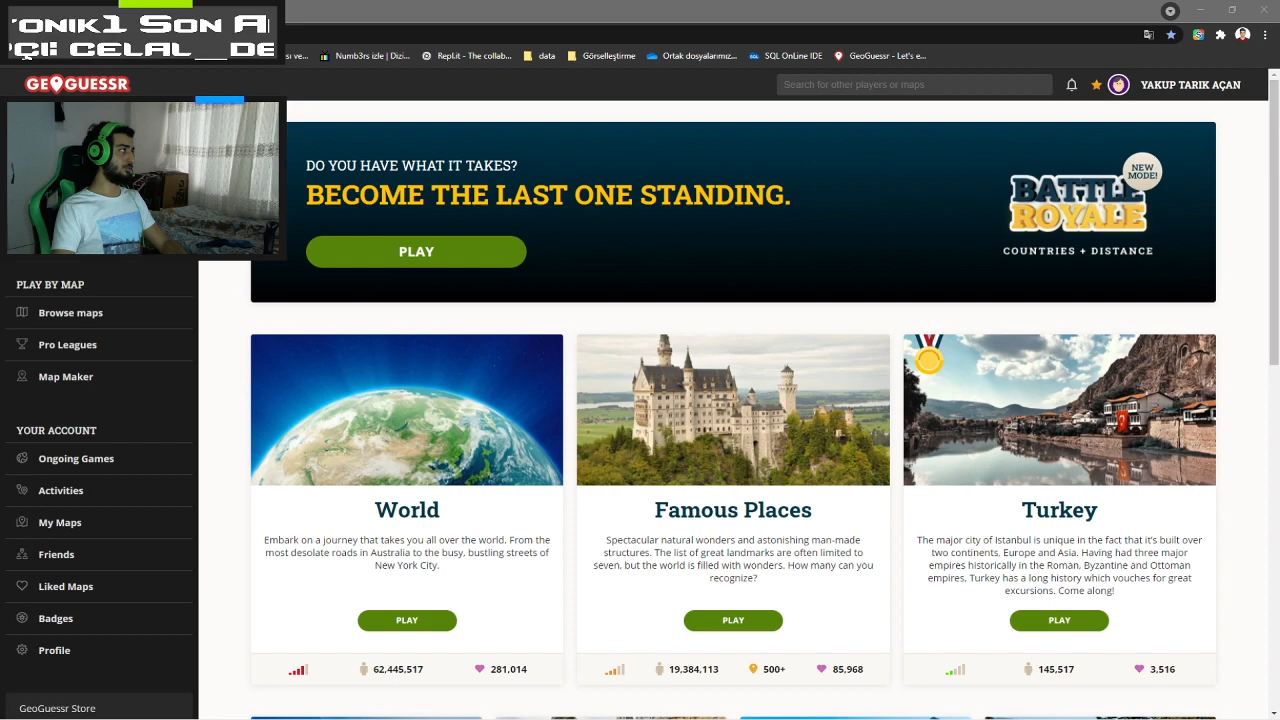 ONIK1 SON A
ÇI: CELAL DE
ısı ve...
Numb3rs izle | Dizi...
Repl.it - The collab...
data
Görselleştirme
Ortak dosyalarımız...
SQL OnLine IDE
GeoGuessr - Let's e...
GEOGUESSR
Search for other players or maps
YAKUP TARIK AÇAN
DO YOU HAVE WHAT IT TAKES?
BECOME THE LAST ONE STANDING.
PLAY
NEW
MODE!
BATTLE
ROYALE
COUNTRIES + DISTANCE
PLAY BY MAP
Browse maps
Pro Leagues
Map Maker
YOUR ACCOUNT
Ongoing Games
Activities
My Maps
Friends
Liked Maps
Badges
Profile
GeoGuessr Store
World
Embark on a journey that takes you all over the world. From the
most desolate roads in Australia to the busy, bustling streets of
New York City.
PLAY
62,445,517
281,014
Famous Places
Spectacular natural wonders and astonishing man-made
structures. The list of great landmarks are often limited to
seven, but the world is filled with wonders. How many can you
recognize?
PLAY
19,384,113
500+
85,968
Turkey
The major city of Istanbul is unique in the fact that it's built over
two continents, Europe and Asia. Having had three major
empires historically in the Roman, Byzantine and Ottoman
empires, Turkey has a long history which vouches for great
excursions. Come along!
PLAY
145,517
3,516